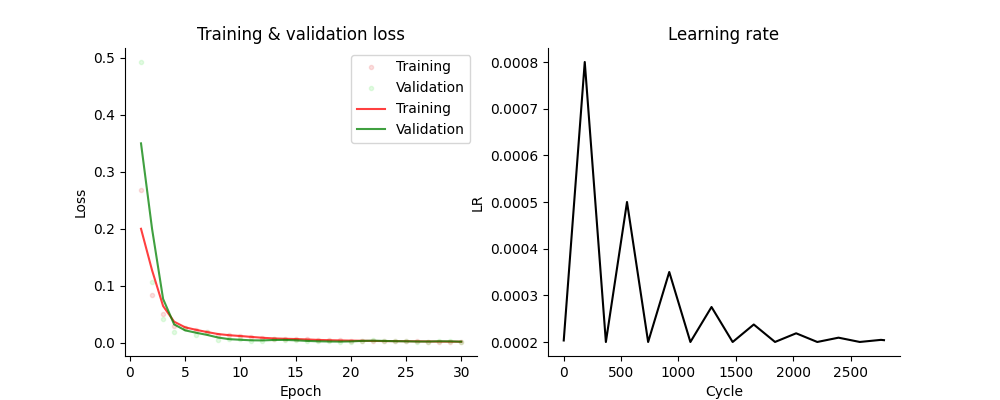 Training & validation loss
0.5
0.4
0.3
0.2
0.1
0.0
Loss
0
5
10
15
20
25
30
Epoch
Training
Validation
Training
Validation
Learning rate
0.0008
0.0007
0.0006
0.0005
0.0004
0.0003
0.0002
LR
0
500
1000
1500
2000
2500
Cycle